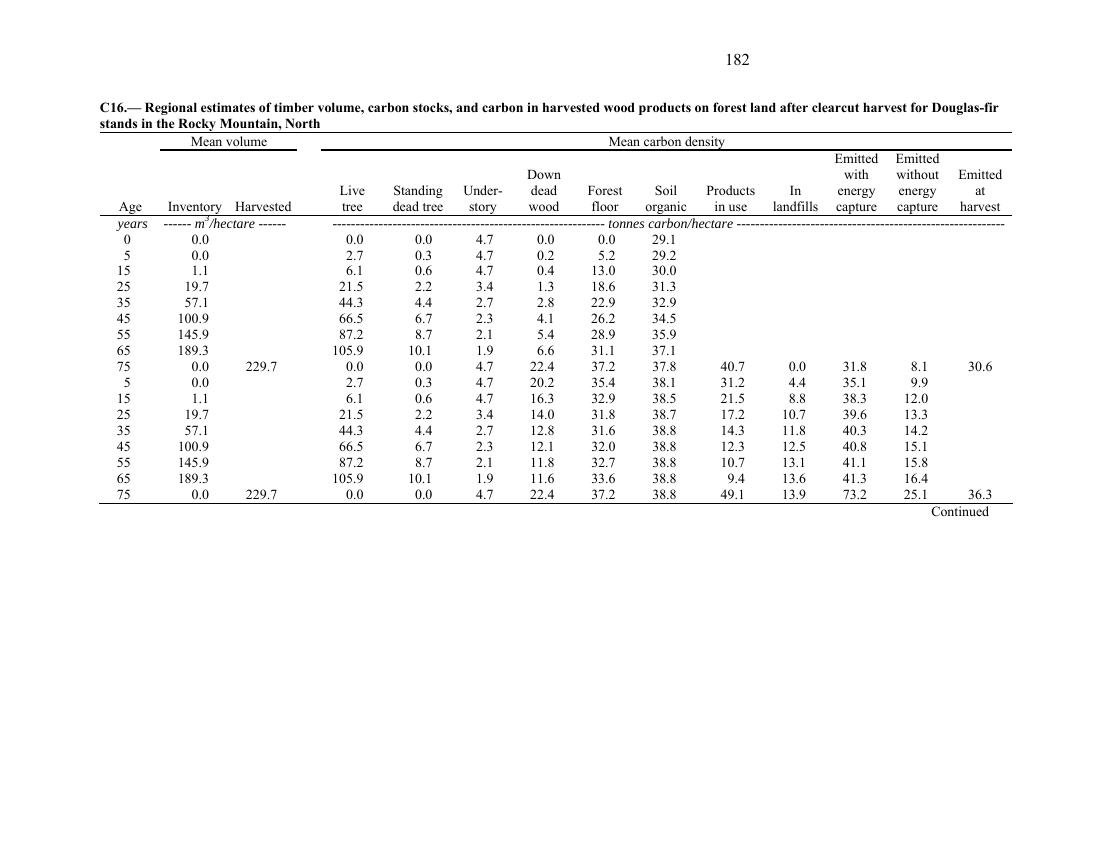 182
C16.— Regional estimates of timber volume, carbon stocks, and carbon in harvested wood products on forest land after clearcut harvest for Douglas-fir
stands in the Rocky Mountain, North
Mean volume Mean carbon density
Age Inventory Harvested Live tree Standing dead tree Under-story Down dead wood Forest floor Soil organic Products in use In landfills Emitted with energy capture Emitted without energy capture Emitted at harvest
years ------ m³/hectare ------ ---------------------------------------------------------- tonnes carbon/hectare ----------------------------------------------------------
0 0.0 0.0 0.0 4.7 0.0 0.0 29.1
5 0.0 2.7 0.3 4.7 0.2 5.2 29.2
15 1.1 6.1 0.6 4.7 0.4 13.0 30.0
25 19.7 21.5 2.2 3.4 1.3 18.6 31.3
35 57.1 44.3 4.4 2.7 2.8 22.9 32.9
45 100.9 66.5 6.7 2.3 4.1 26.2 34.5
55 145.9 87.2 8.7 2.1 5.4 28.9 35.9
65 189.3 105.9 10.1 1.9 6.6 31.1 37.1
75 0.0 229.7 0.0 0.0 4.7 22.4 37.2 37.8 40.7 0.0 31.8 8.1 30.6
5 0.0 2.7 0.3 4.7 20.2 35.4 38.1 31.2 4.4 35.1 9.9
15 1.1 6.1 0.6 4.7 16.3 32.9 38.5 21.5 8.8 38.3 12.0
25 19.7 21.5 2.2 3.4 14.0 31.8 38.7 17.2 10.7 39.6 13.3
35 57.1 44.3 4.4 2.7 12.8 31.6 38.8 14.3 11.8 40.3 14.2
45 100.9 66.5 6.7 2.3 12.1 32.0 38.8 12.3 12.5 40.8 15.1
55 145.9 87.2 8.7 2.1 11.8 32.7 38.8 10.7 13.1 41.1 15.8
65 189.3 105.9 10.1 1.9 11.6 33.6 38.8 9.4 13.6 41.3 16.4
75 0.0 229.7 0.0 0.0 4.7 22.4 37.2 38.8 49.1 13.9 73.2 25.1 36.3
Continued